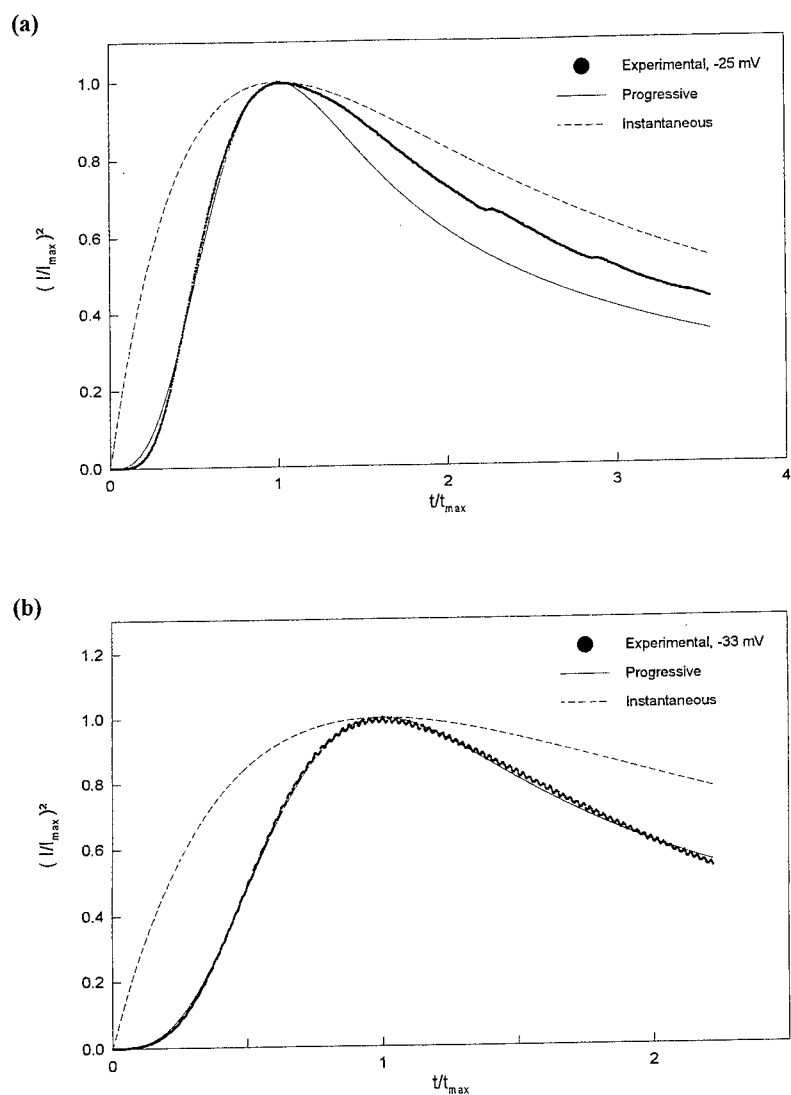 (a)
Experimental, -25 mV
Progressive
Instantaneous
1.0
0.8
0.6
0.4
0.2
0.0
( I/Imax )²
0 1 2 3 4
t/tmax
(b)
Experimental, -33 mV
Progressive
Instantaneous
1.2
1.0
0.8
0.6
0.4
0.2
0.0
( I/Imax )²
0 1 2
t/tmax